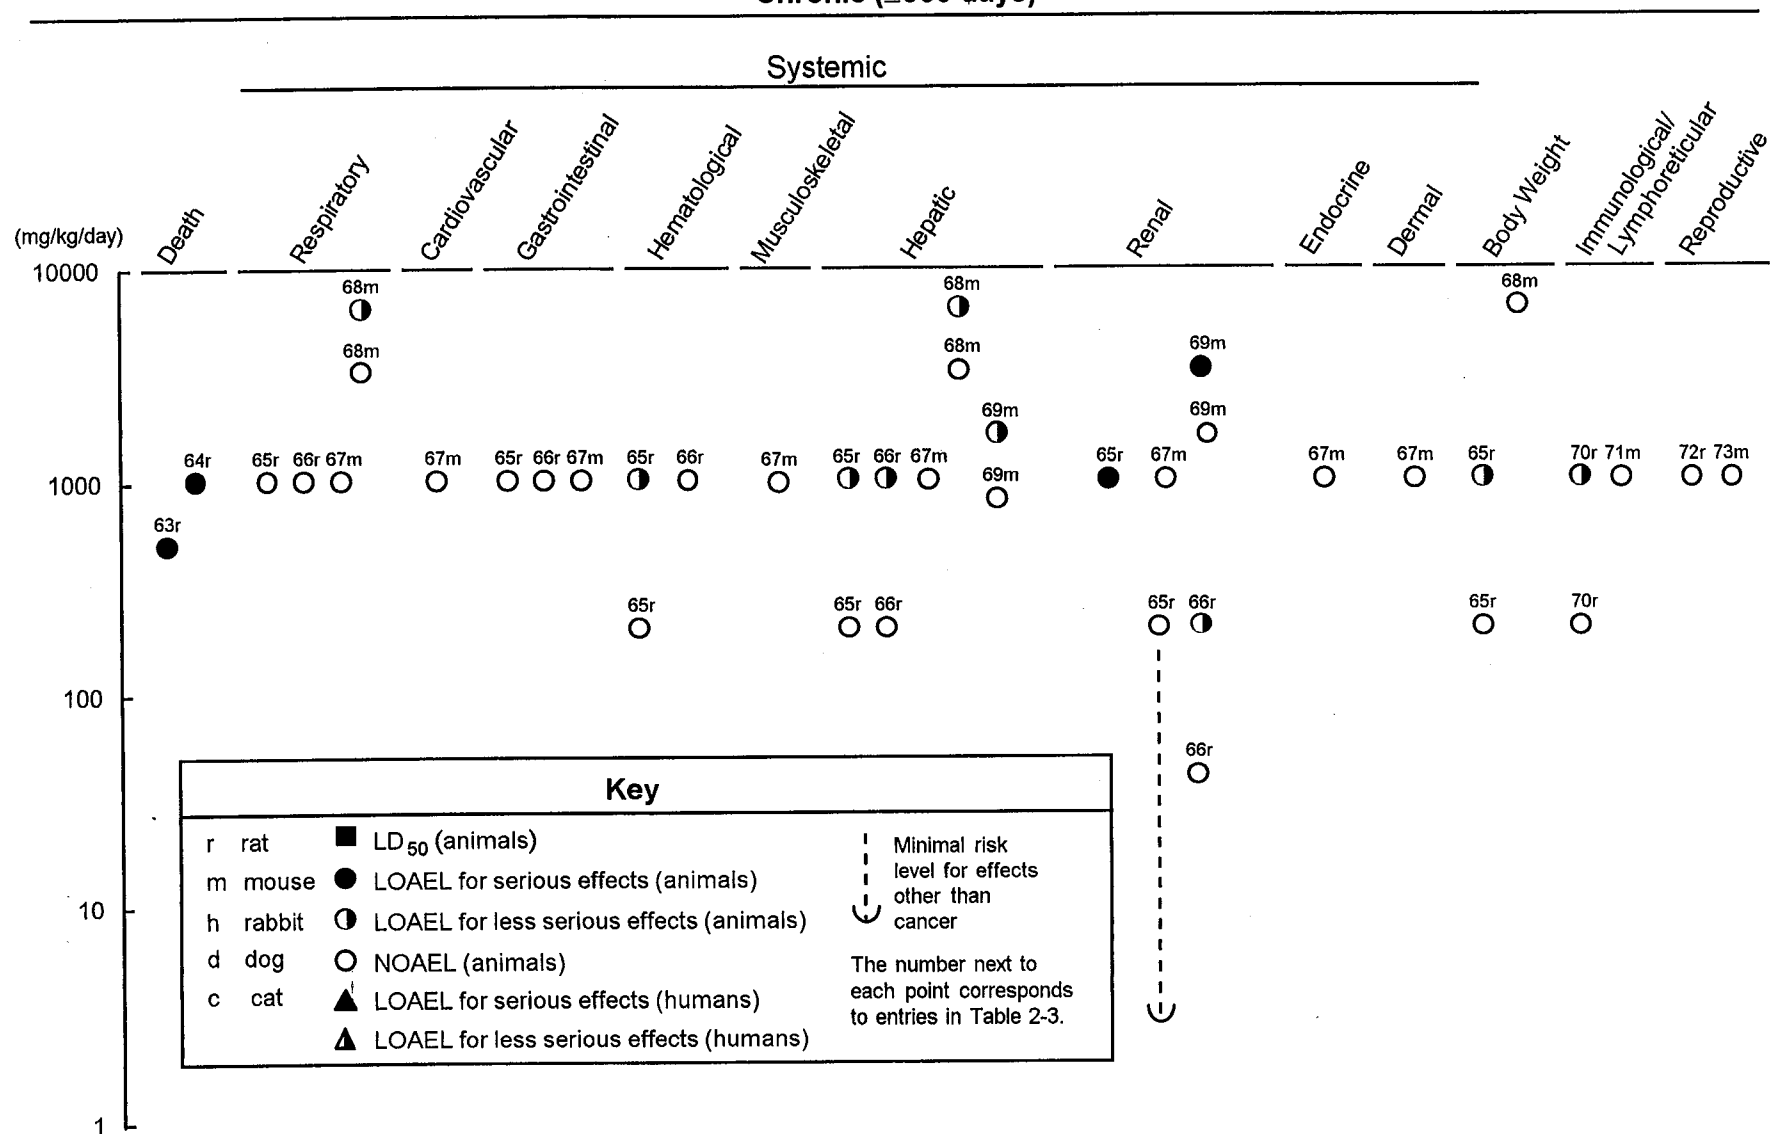 Systemic
Death
Respiratory
Cardiovascular
Gastrointestinal
Hematological
Musculoskeletal
Hepatic
Renal
Endocrine
Dermal
Body Weight
Immunological/
Lymphoreticular
Reproductive
(mg/kg/day)
10000
68m 68m 68m
68m 68m 69m
69m 69m
64r 65r 66r 67m 67m 65r 66r 67m 65r 66r 67m 65r 66r 67m 65r 67m 67m 67m 65r 70r 71m 72r 73m
1000
69m
63r
65r 65r 66r 65r 66r 65r 70r
100
66r
Key
r rat LD50 (animals)
m mouse LOAEL for serious effects (animals)
h rabbit LOAEL for less serious effects (animals)
d dog NOAEL (animals)
c cat LOAEL for serious effects (humans)
LOAEL for less serious effects (humans)
Minimal risk
level for effects
other than
cancer
The number next to
each point corresponds
to entries in Table 2-3.
10
1